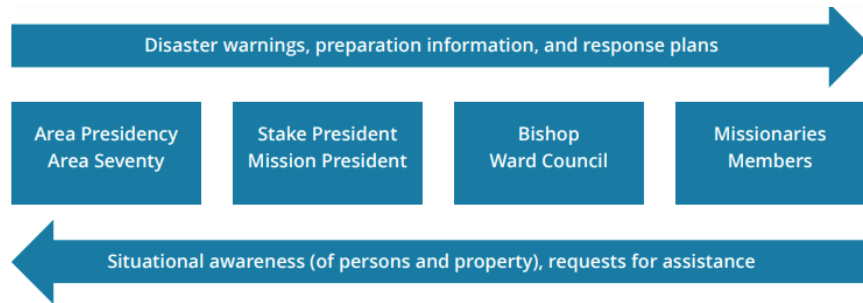 Disaster warnings, preparation information, and response plans
Area Presidency
Area Seventy
Stake President
Mission President
Bishop
Ward Council
Missionaries
Members
Situational awareness (of persons and property), requests for assistance